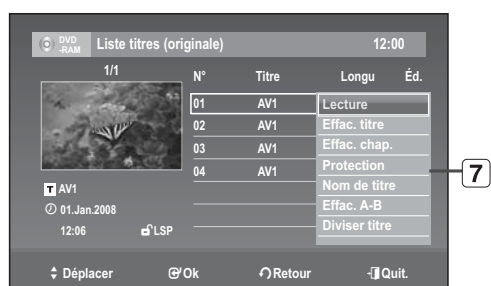 DVD-RAM Liste titres (originale) 12:00
1/1
N° Titre Longu Éd.
01 AV1 Lecture
02 AV1 Effac. titre
03 AV1 Effac. chap.
04 AV1 Protection
Nom de titre
Effac. A-B
Diviser titre
7
T AV1
01.Jan.2008
12:06 LSP
Déplacer Ok Retour Quit.